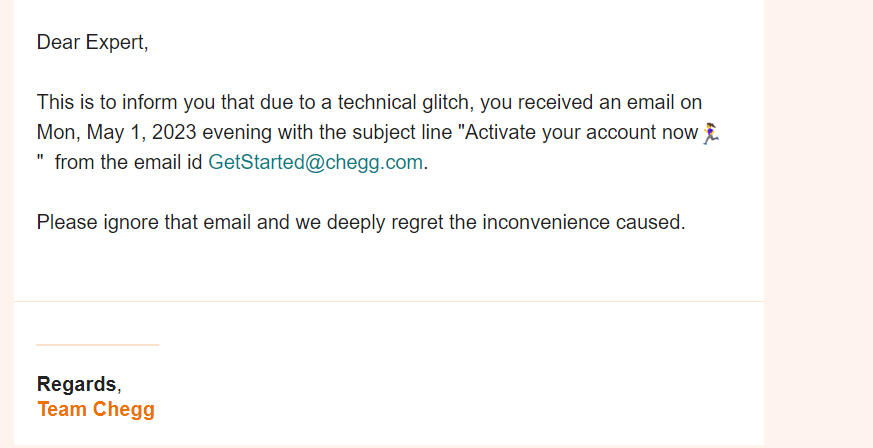 Dear Expert,
This is to inform you that due to a technical glitch, you received an email on
Mon, May 1, 2023 evening with the subject line "Activate your account now🏃‍♀️
"  from the email id GetStarted@chegg.com.
Please ignore that email and we deeply regret the inconvenience caused.
Regards,
Team Chegg